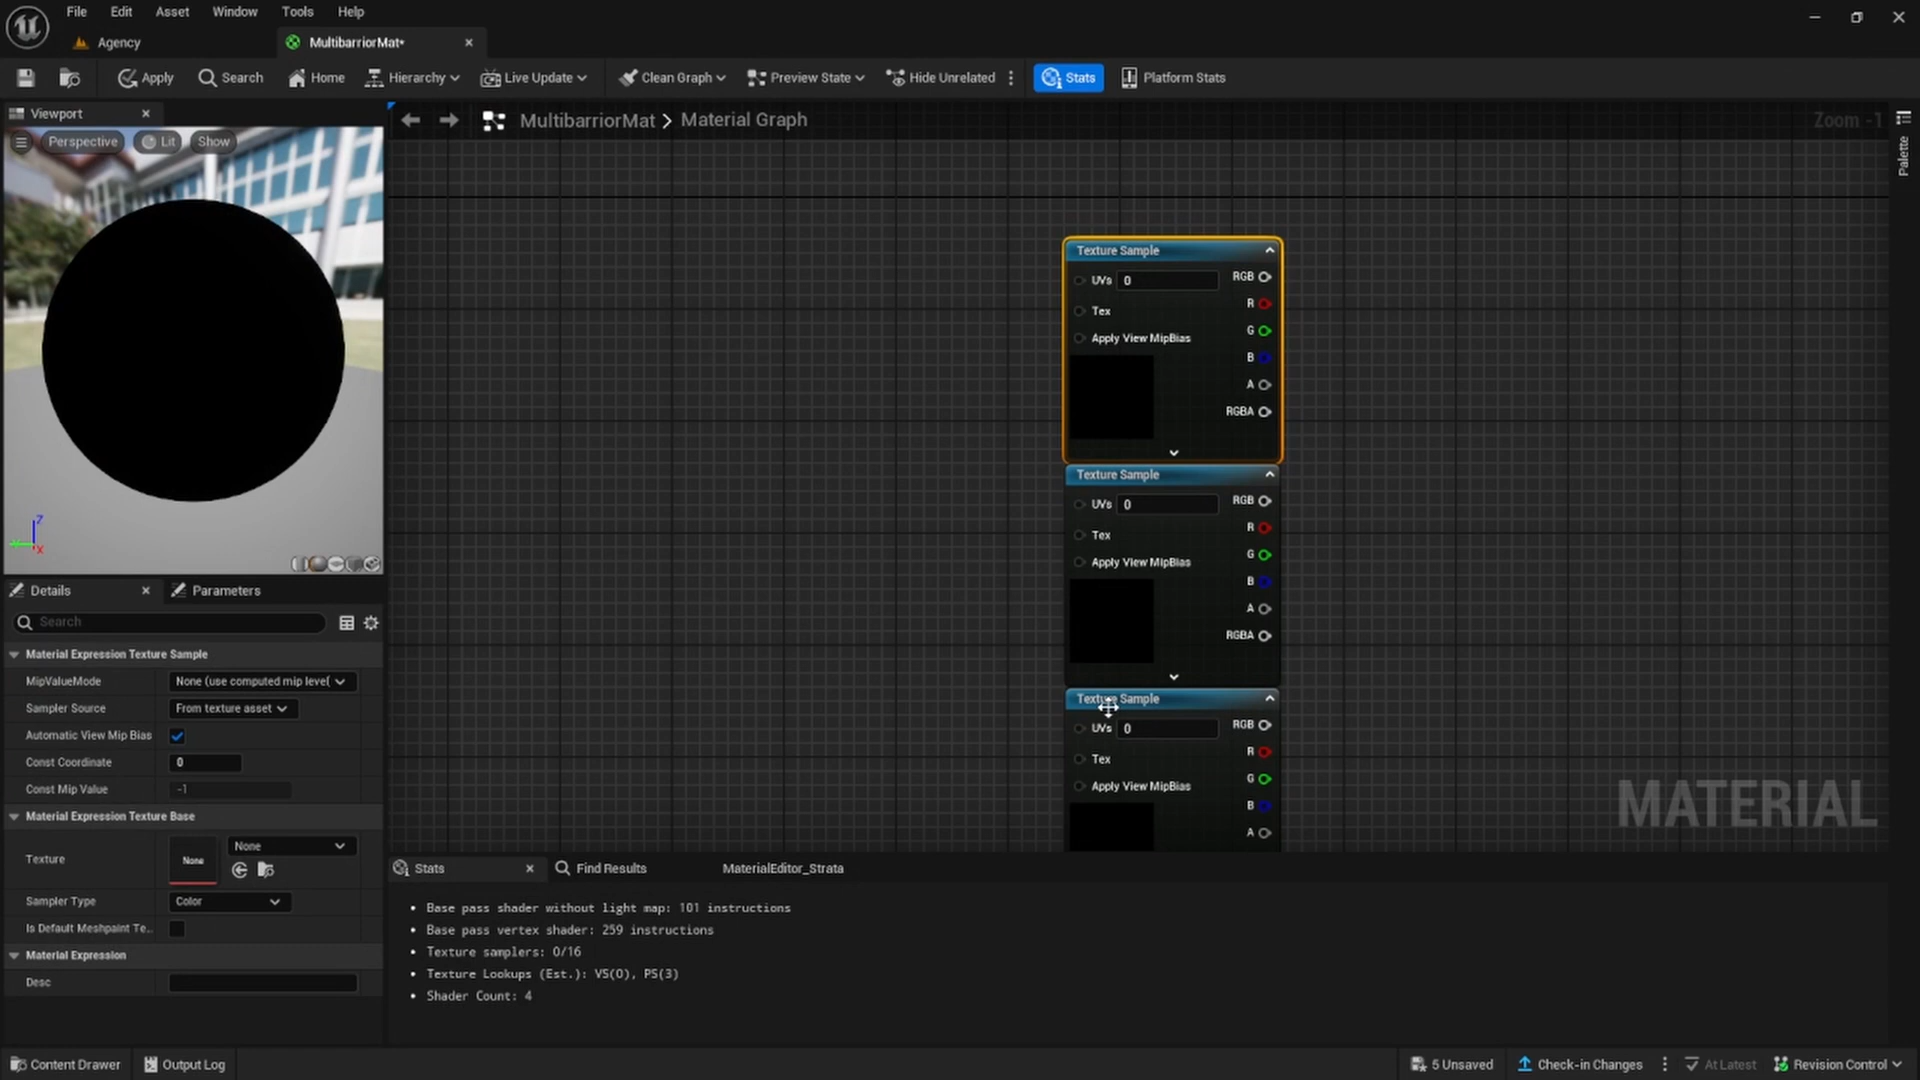 File Edit Asset Window Tools Help
Agency
MultibarriorMat*
Apply Search Home Hierarchy Live Update Clean Graph Preview State Hide Unrelated Stats Platform Stats
Viewport
Perspective Lit Show
MultibarriorMat > Material Graph
Zoom -1
Palette
Texture Sample
UVs 0 RGB
R
Tex
G
Apply View MipBias
B
A
RGBA
Texture Sample
UVs 0 RGB
R
Tex
G
Apply View MipBias
B
A
RGBA
Texture Sample
UVs 0 RGB
R
Tex
G
Apply View MipBias
B
A
MATERIAL
Z
X
Details Parameters
Search
Material Expression Texture Sample
MipValueMode None (use computed mip level(
Sampler Source From texture asset
Automatic View Mip Bias
Const Coordinate 0
Const Mip Value -1
Material Expression Texture Base
Texture None None
Sampler Type Color
Is Default Meshpaint Te...
Material Expression
Desc
Stats Find Results MaterialEditor_Strata
• Base pass shader without light map: 101 instructions
• Base pass vertex shader: 259 instructions
• Texture samplers: 0/16
• Texture Lookups (Est.): VS(0), PS(3)
• Shader Count: 4
Content Drawer Output Log 5 Unsaved Check-in Changes At Latest Revision Control